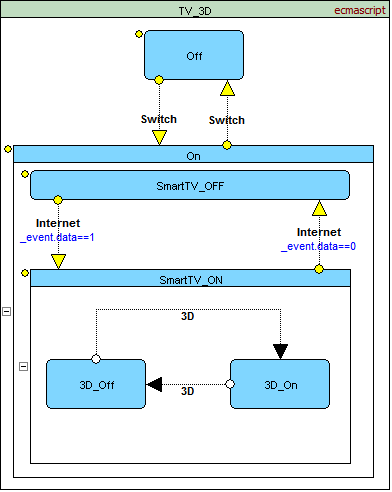 TV_3D
ecmascript
Off
Switch
Switch
On
SmartTV_OFF
Internet
_event.data==1
Internet
_event.data==0
SmartTV_ON
3D
3D_Off
3D_On
3D